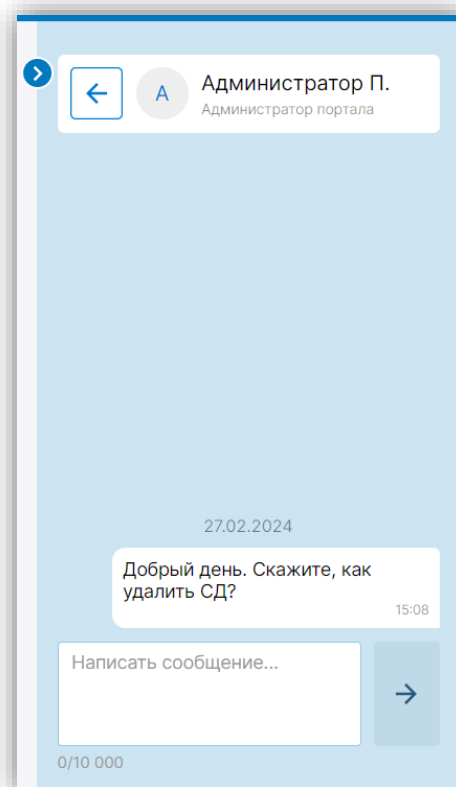 А
Администратор П.
Администратор портала
27.02.2024
Добрый день. Скажите, как
удалить СД?
15:08
Написать сообщение...
0/10 000